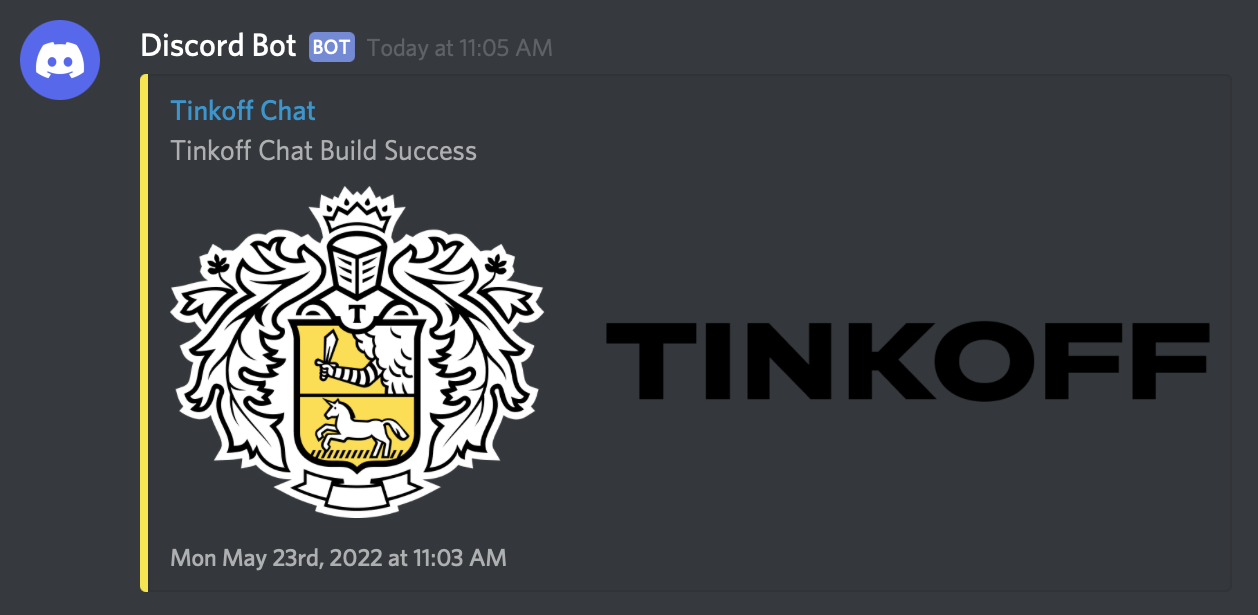 Discord Bot BOT Today at 11:05 AM
Tinkoff Chat
Tinkoff Chat Build Success
T
TINKOFF
Mon May 23rd, 2022 at 11:03 AM